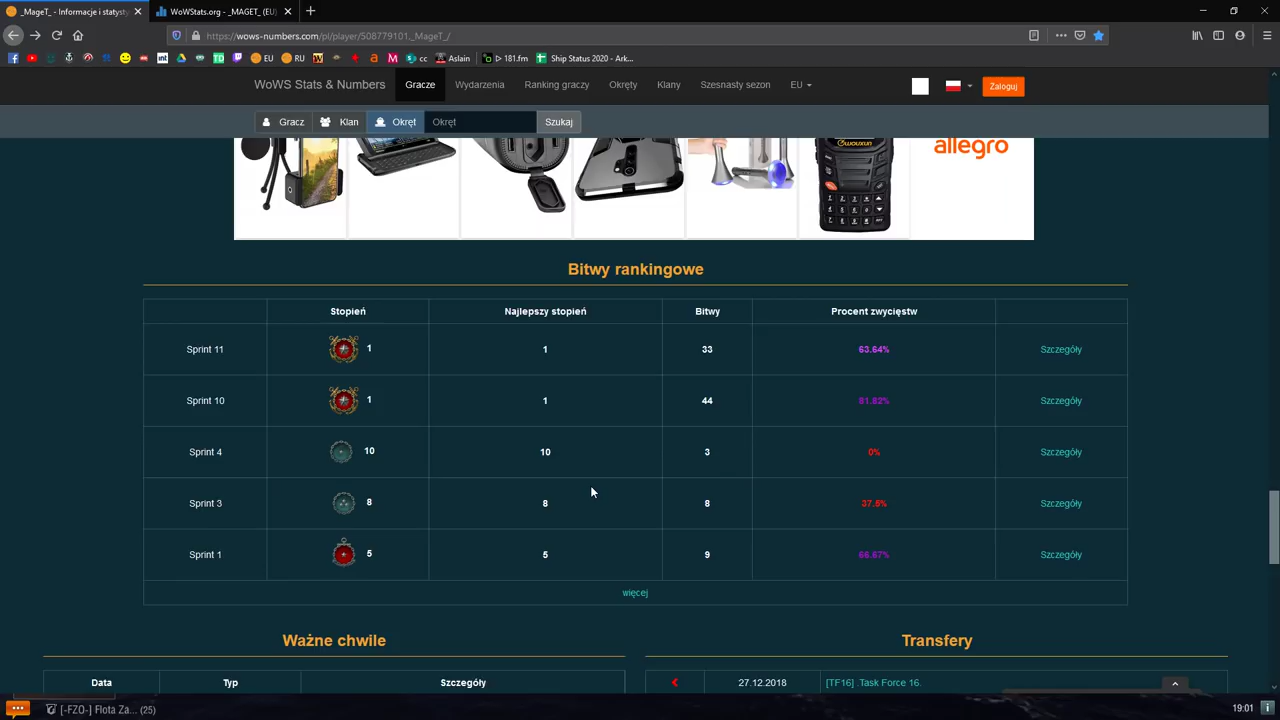 _MageT_ - Informacje i statysty
WoWStats.org - _MAGET_ (EU)
https://wows-numbers.com/pl/player/508779101,_MageT_/
EU
RU
cc
Aslain
181.fm
Ship Status 2020 - Ark...
WoWS Stats & Numbers
Gracze
Wydarzenia
Ranking graczy
Okręty
Klany
Szesnasty sezon
EU
Zaloguj
Gracz
Klan
Okręt
Okręt
Szukaj
WOUXUN
allegro
Bitwy rankingowe
Stopień Najlepszy stopień Bitwy Procent zwycięstw
Sprint 11 1 1 33 63.64% Szczegóły
Sprint 10 1 1 44 81.82% Szczegóły
Sprint 4 10 10 3 0% Szczegóły
Sprint 3 8 8 8 37.5% Szczegóły
Sprint 1 5 5 9 66.67% Szczegóły
więcej
Ważne chwile
Data Typ Szczegóły
Transfery
27.12.2018 [TF16] .Task Force 16.
[-FZO-] Flota Za... (25)
19:01